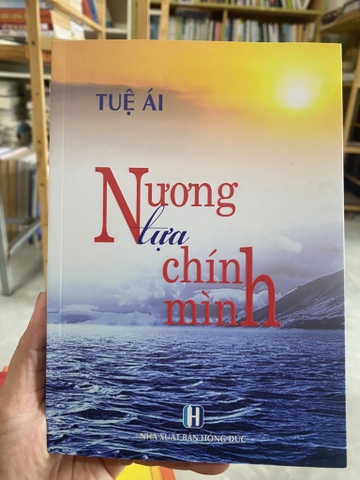 TUỆ ÁI
Nương
tựa
chính
mình
H
NHÀ XUẤT BẢN HỒNG ĐỨC